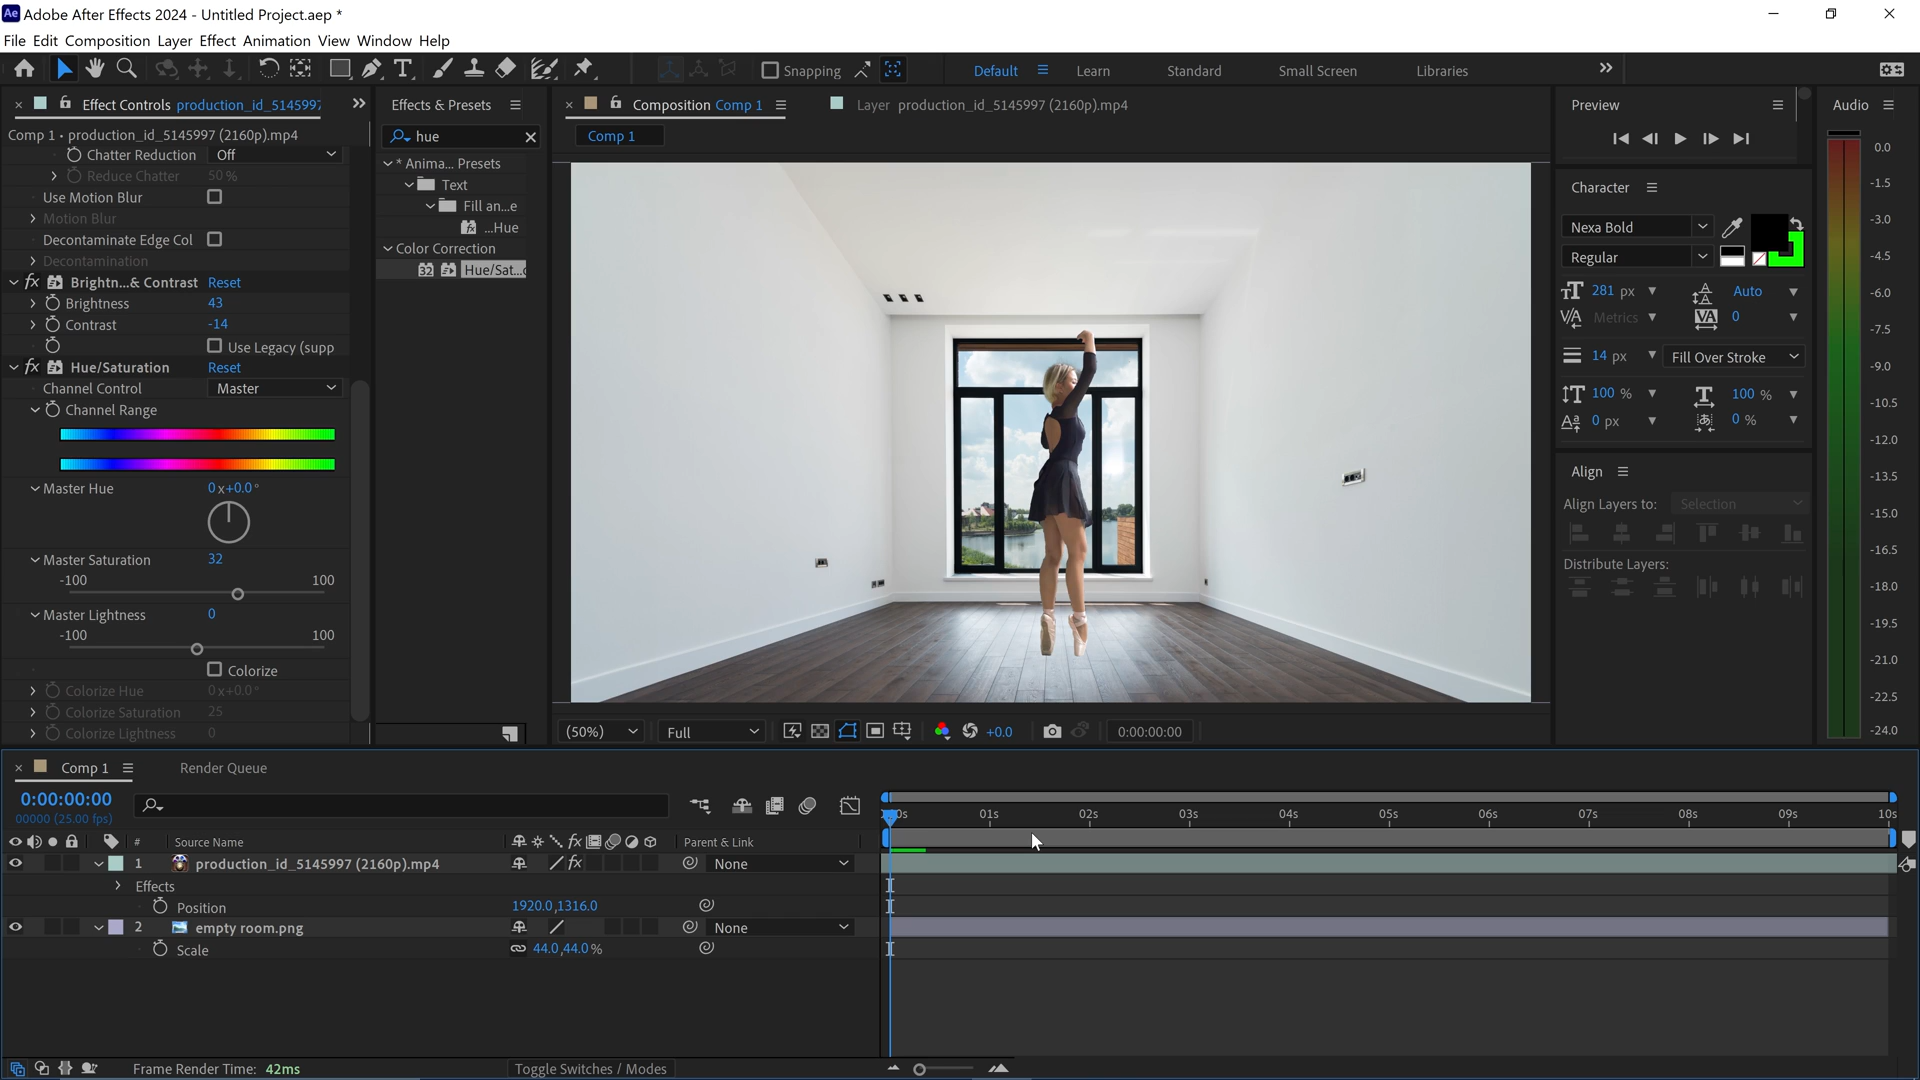 Ae Adobe After Effects 2024 - Untitled Project.aep *
File Edit Composition Layer Effect Animation View Window Help
Snapping
Default
Learn
Standard
Small Screen
Libraries
Effect Controls production_id_5145997
Comp 1 • production_id_5145997 (2160p).mp4
Chatter Reduction Off
Reduce Chatter 50 %
Use Motion Blur
Motion Blur
Decontaminate Edge Col
Decontamination
fx Brightn...& Contrast Reset
Brightness 43
Contrast -14
Use Legacy (supp
fx Hue/Saturation Reset
Channel Control Master
Channel Range
Master Hue 0x+0.0°
Master Saturation 32
-100 100
Master Lightness 0
-100 100
Colorize
Colorize Hue 0x+0.0°
Colorize Saturation 25
Colorize Lightness 0
Effects & Presets
hue
* Anima... Presets
Text
Fill an...e
...Hue
Color Correction
32 Hue/Sat...
Composition Comp 1
Layer production_id_5145997 (2160p).mp4
Comp 1
(50%) Full +0.0 0:00:00:00
Preview
Character
Nexa Bold
Regular
281 px Auto
Metrics 0
14 px Fill Over Stroke
100 % 100 %
0 px 0 %
Align
Align Layers to: Selection
Distribute Layers:
Audio
0.0
-1.5
-3.0
-4.5
-6.0
-7.5
-9.0
-10.5
-12.0
-13.5
-15.0
-16.5
-18.0
-19.5
-21.0
-22.5
-24.0
Comp 1 Render Queue
0:00:00:00
00000 (25.00 fps)
# Source Name fx Parent & Link
1 production_id_5145997 (2160p).mp4 fx None
Effects
Position 1920.0,1316.0
2 empty room.png None
Scale 44.0,44.0 %
0s 01s 02s 03s 04s 05s 06s 07s 08s 09s 10s
Frame Render Time: 42ms Toggle Switches / Modes